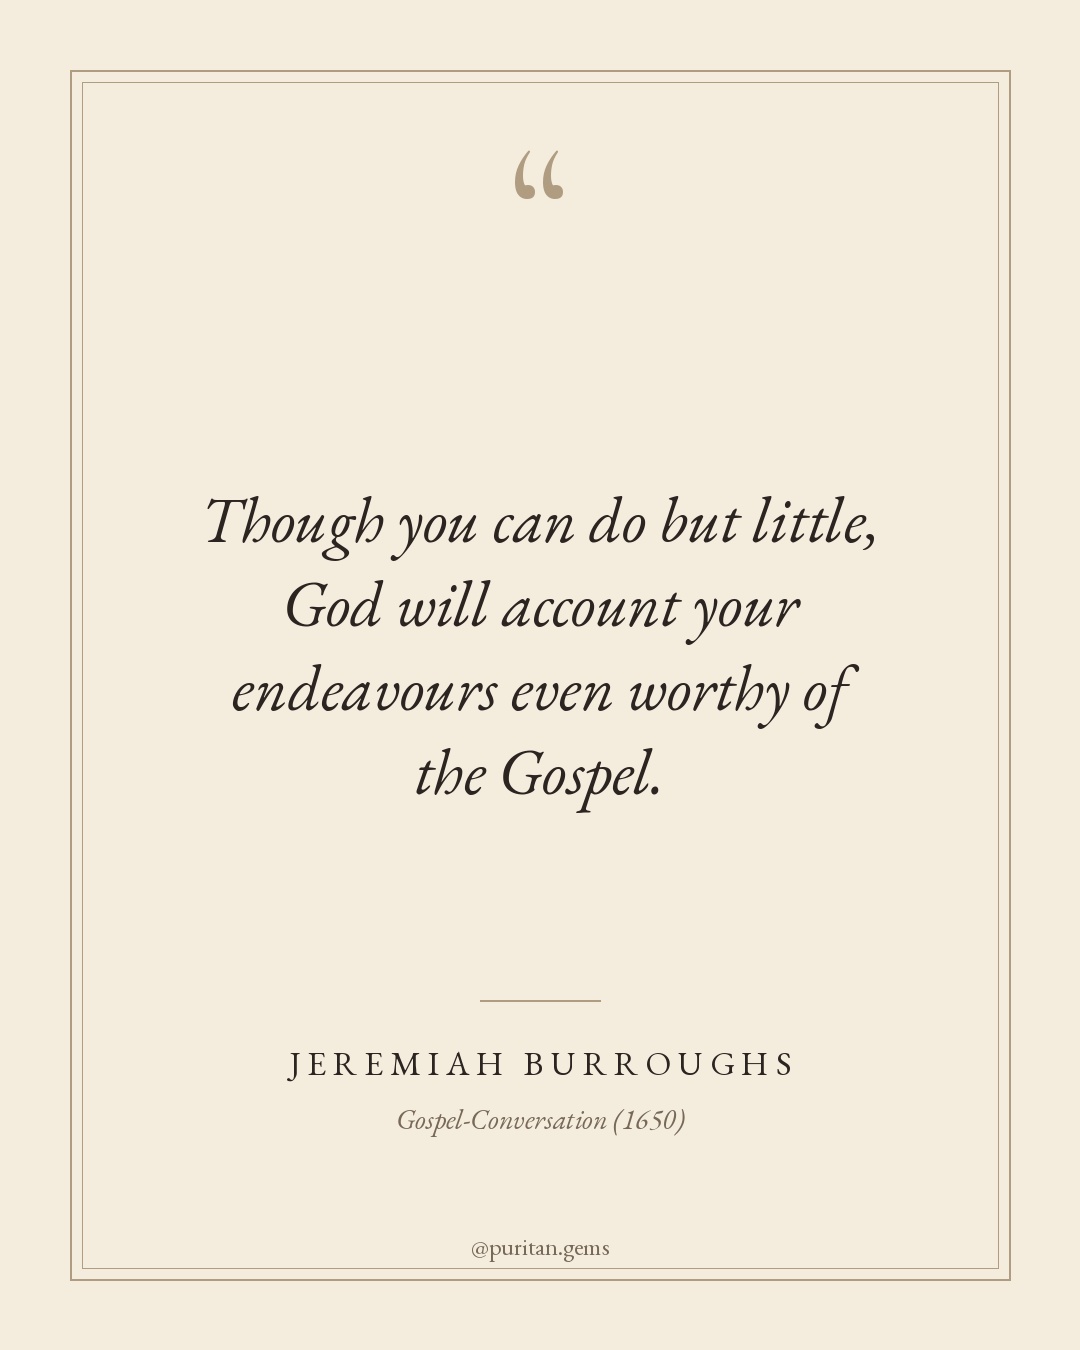 “
Though you can do but little,
God will account your
endeavours even worthy of
the Gospel.
JEREMIAH BURROUGHS
Gospel-Conversation (1650)
@puritan.gems